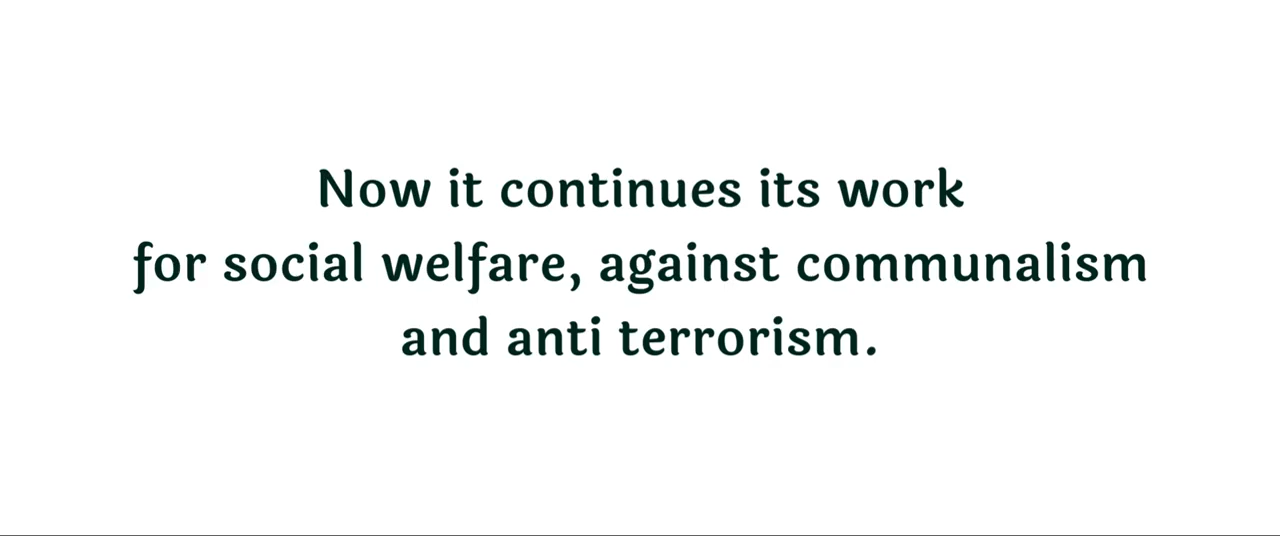 Now it continues its work
for social welfare, against communalism
and anti terrorism.